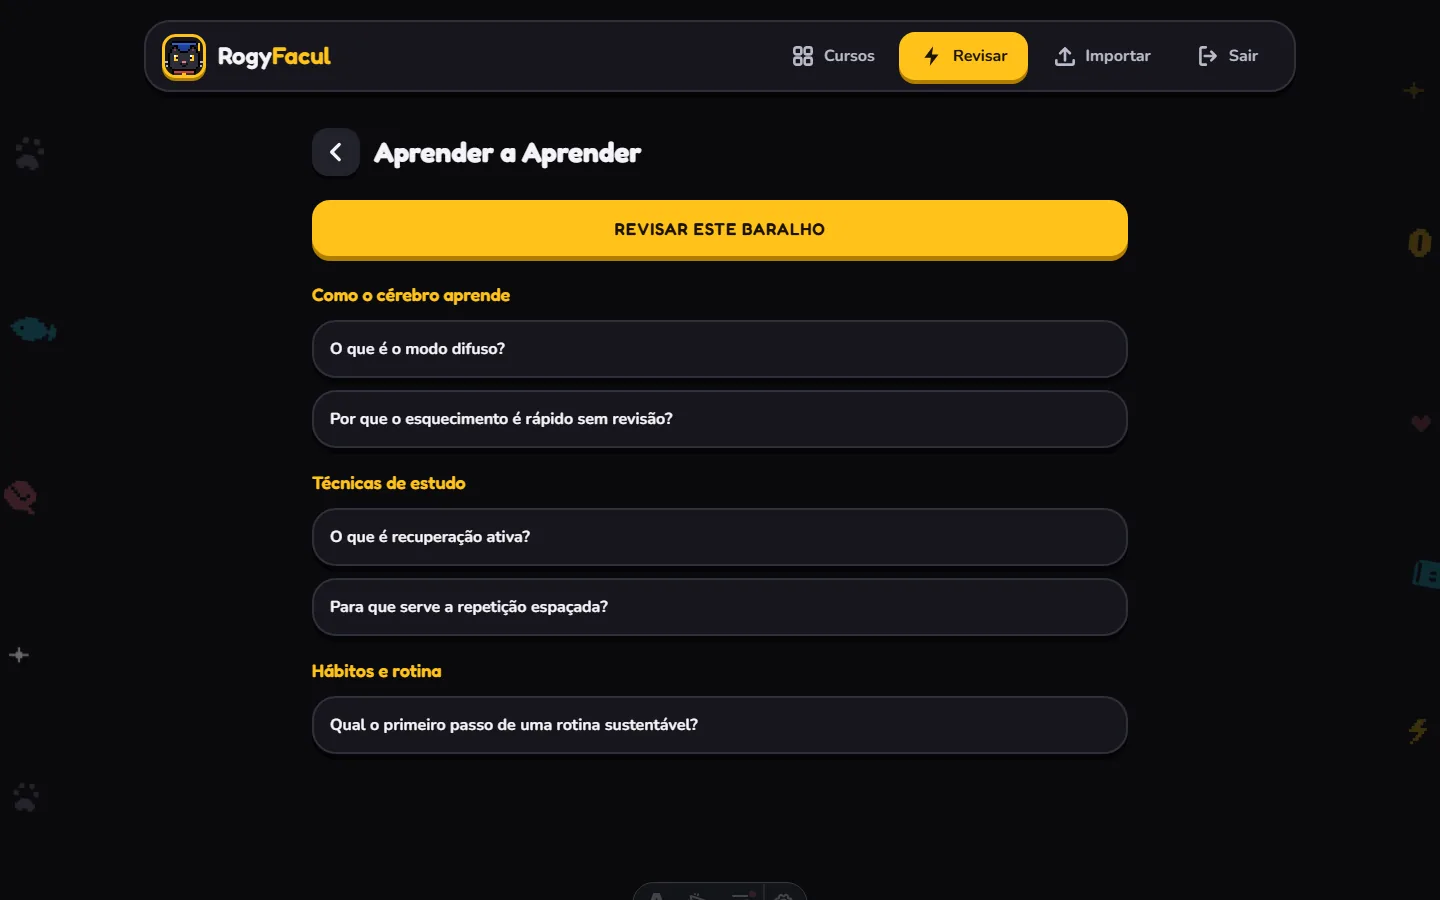 RogyFacul
Cursos
Revisar
Importar
Sair
Aprender a Aprender
REVISAR ESTE BARALHO
Como o cérebro aprende
O que é o modo difuso?
Por que o esquecimento é rápido sem revisão?
Técnicas de estudo
O que é recuperação ativa?
Para que serve a repetição espaçada?
Hábitos e rotina
Qual o primeiro passo de uma rotina sustentável?